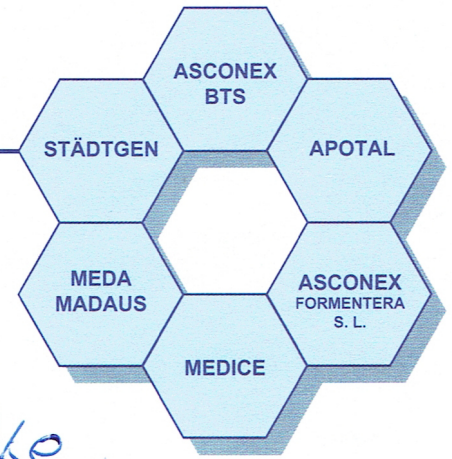 ASCONEX
BTS
STÄDTGEN
APOTAL
MEDA
MADAUS
ASCONEX
FORMENTERA
S. L.
MEDICE